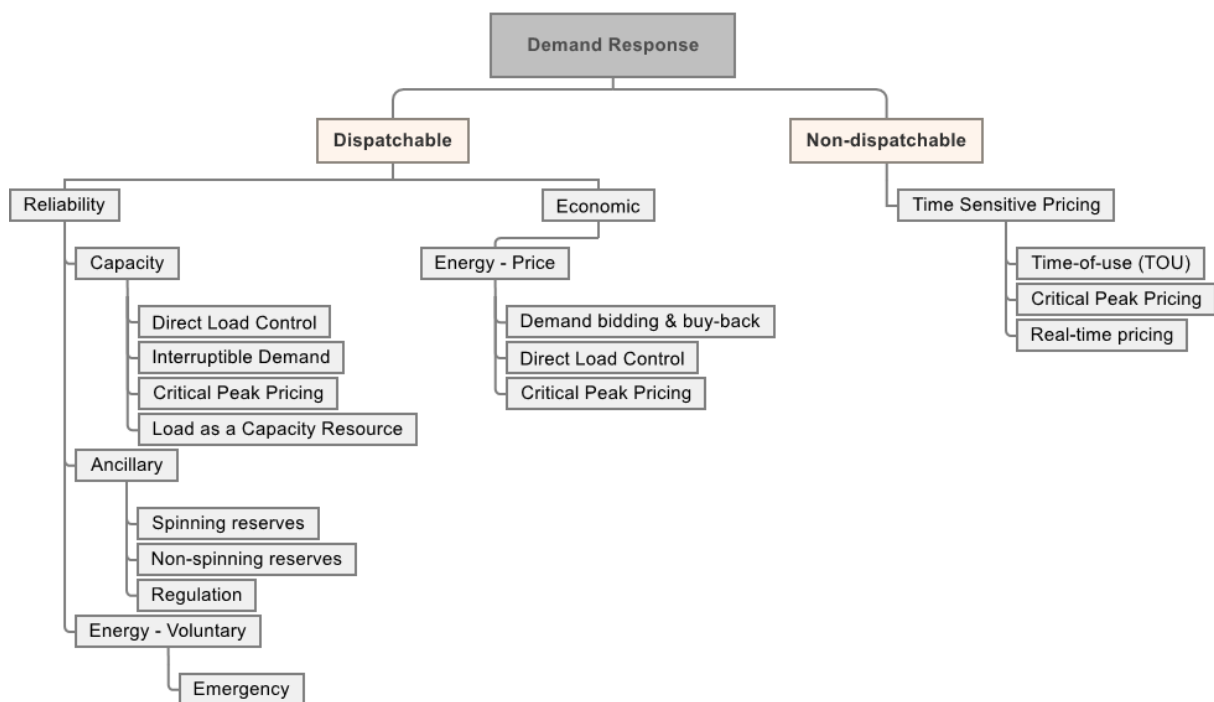 Demand Response
Dispatchable
Non-dispatchable
Reliability
Economic
Time Sensitive Pricing
Capacity
Energy - Price
Time-of-use (TOU)
Critical Peak Pricing
Real-time pricing
Direct Load Control
Interruptible Demand
Critical Peak Pricing
Load as a Capacity Resource
Demand bidding & buy-back
Direct Load Control
Critical Peak Pricing
Ancillary
Spinning reserves
Non-spinning reserves
Regulation
Energy - Voluntary
Emergency